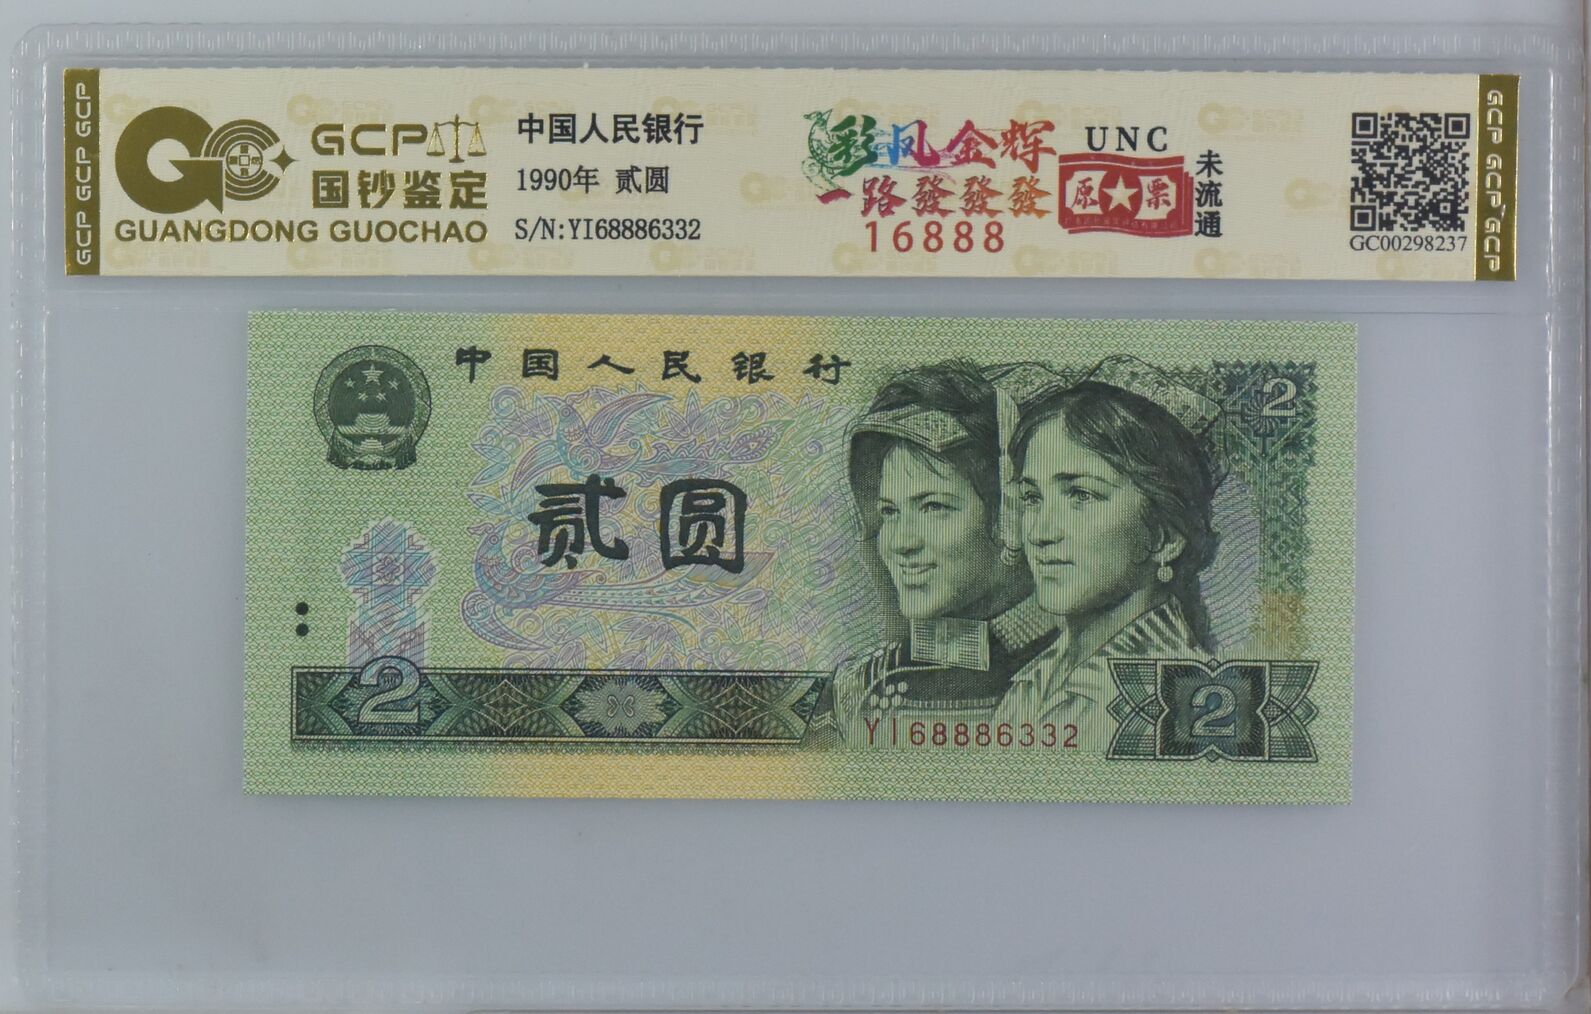 GCP GCP GCP
GCP
国钞鉴定
GUANGDONG GUOCHAO
中国人民银行
1990年 贰圆
S/N:YI68886332
彩凤金辉
一路發發發
16888
UNC
原★票
未流通
GC00298237
GCP GCP GCP
中国人民银行
2
贰圆
2
YI68886332
2